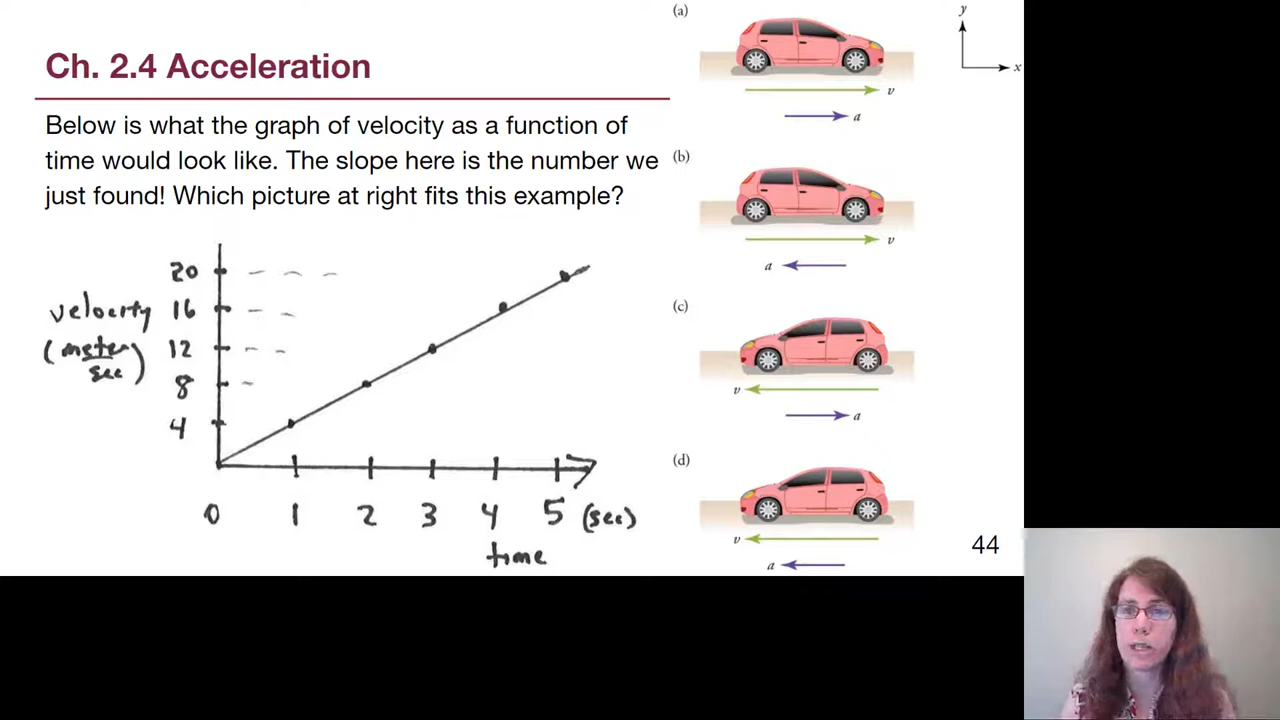 Ch. 2.4 Acceleration
Below is what the graph of velocity as a function of
time would look like. The slope here is the number we
just found! Which picture at right fits this example?
20
velocity 16
(meter/sec) 12
8
4
0 1 2 3 4 5 (sec)
time
(a)
v
a
(b)
v
a
(c)
v
a
(d)
v
a
y
x
44